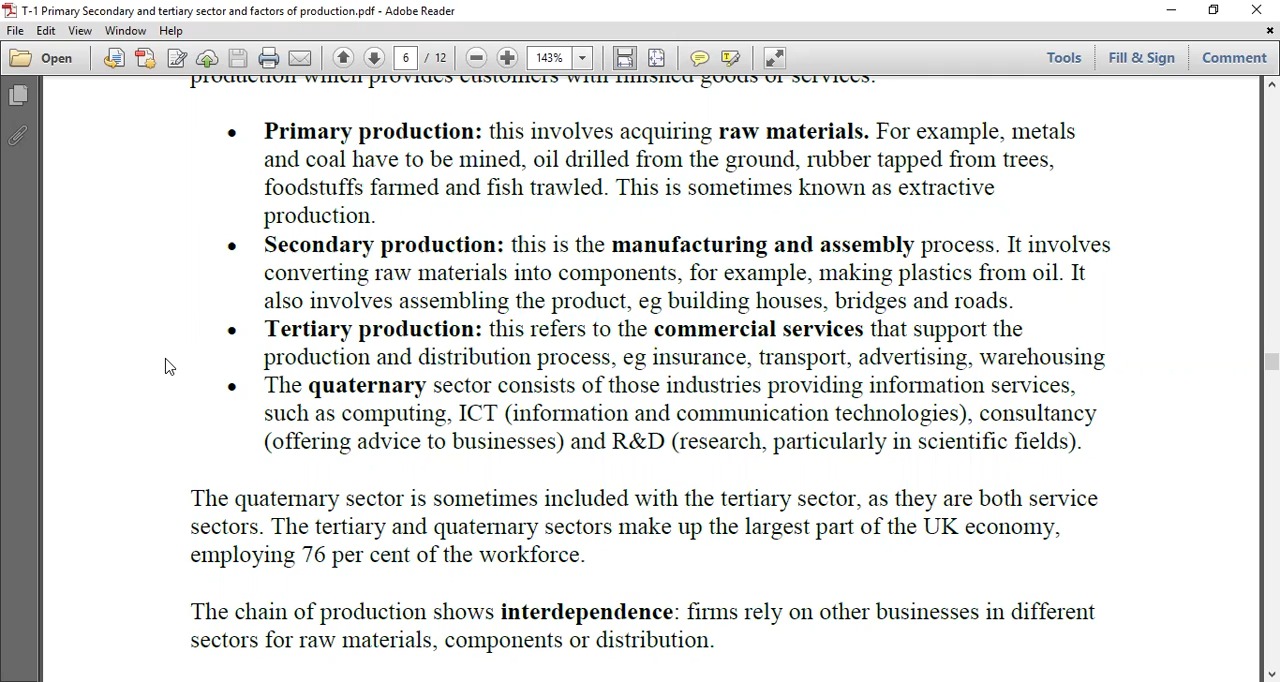 T-1 Primary Secondary and tertiary sector and factors of production.pdf - Adobe Reader
File Edit View Window Help
Open 6 / 12 143% Tools Fill & Sign Comment
production which provides customers with finished goods or services.
• Primary production: this involves acquiring raw materials. For example, metals
and coal have to be mined, oil drilled from the ground, rubber tapped from trees,
foodstuffs farmed and fish trawled. This is sometimes known as extractive
production.
• Secondary production: this is the manufacturing and assembly process. It involves
converting raw materials into components, for example, making plastics from oil. It
also involves assembling the product, eg building houses, bridges and roads.
• Tertiary production: this refers to the commercial services that support the
production and distribution process, eg insurance, transport, advertising, warehousing
• The quaternary sector consists of those industries providing information services,
such as computing, ICT (information and communication technologies), consultancy
(offering advice to businesses) and R&D (research, particularly in scientific fields).
The quaternary sector is sometimes included with the tertiary sector, as they are both service
sectors. The tertiary and quaternary sectors make up the largest part of the UK economy,
employing 76 per cent of the workforce.
The chain of production shows interdependence: firms rely on other businesses in different
sectors for raw materials, components or distribution.